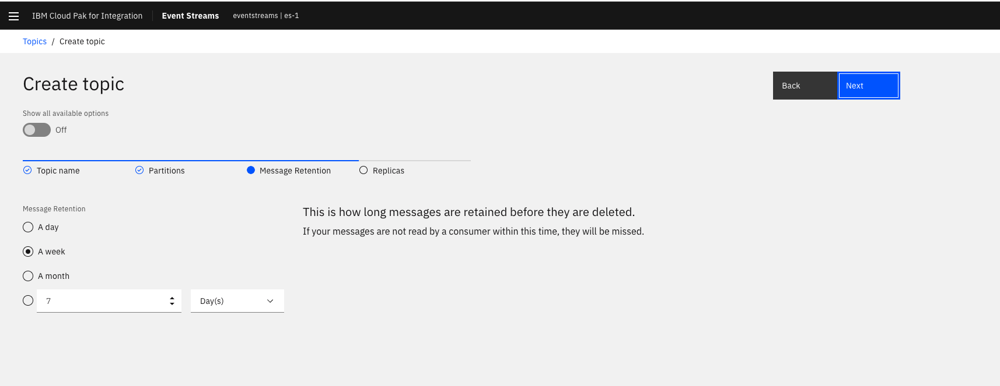 IBM Cloud Pak for Integration Event Streams eventstreams | es-1
Topics / Create topic
Create topic
Back Next
Show all available options
Off
Topic name Partitions Message Retention Replicas
Message Retention
This is how long messages are retained before they are deleted.
A day
If your messages are not read by a consumer within this time, they will be missed.
A week
A month
7 Day(s)